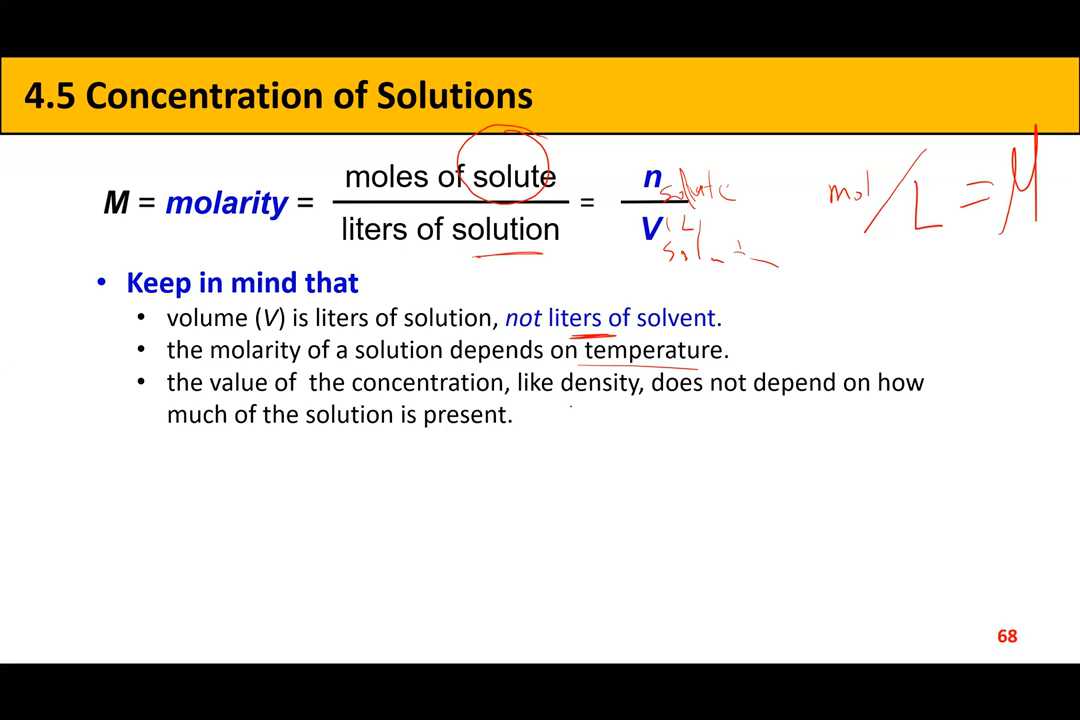 4.5 Concentration of Solutions
M = molarity = moles of solute / liters of solution = n solute / V solution
mol/L = M
• Keep in mind that
• volume (V) is liters of solution, not liters of solvent.
• the molarity of a solution depends on temperature.
• the value of the concentration, like density, does not depend on how
much of the solution is present.
68